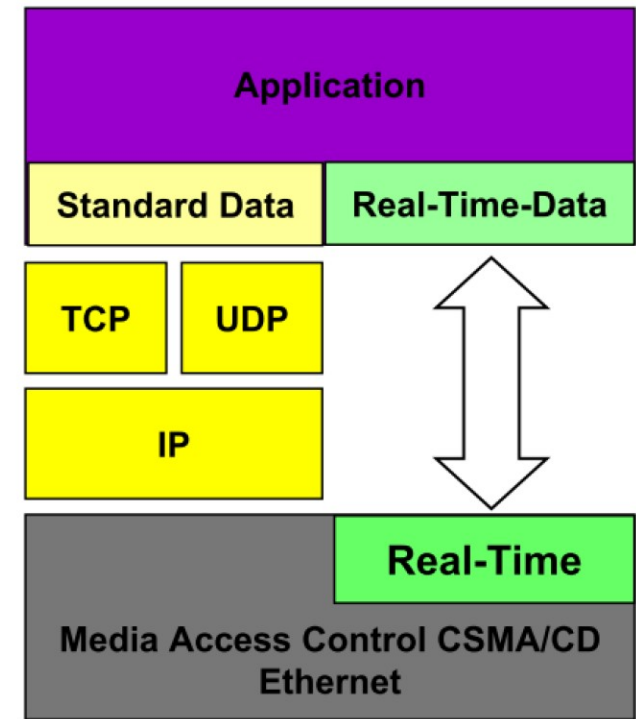 Application
Standard Data
Real-Time-Data
TCP
UDP
IP
Real-Time
Media Access Control CSMA/CD
Ethernet